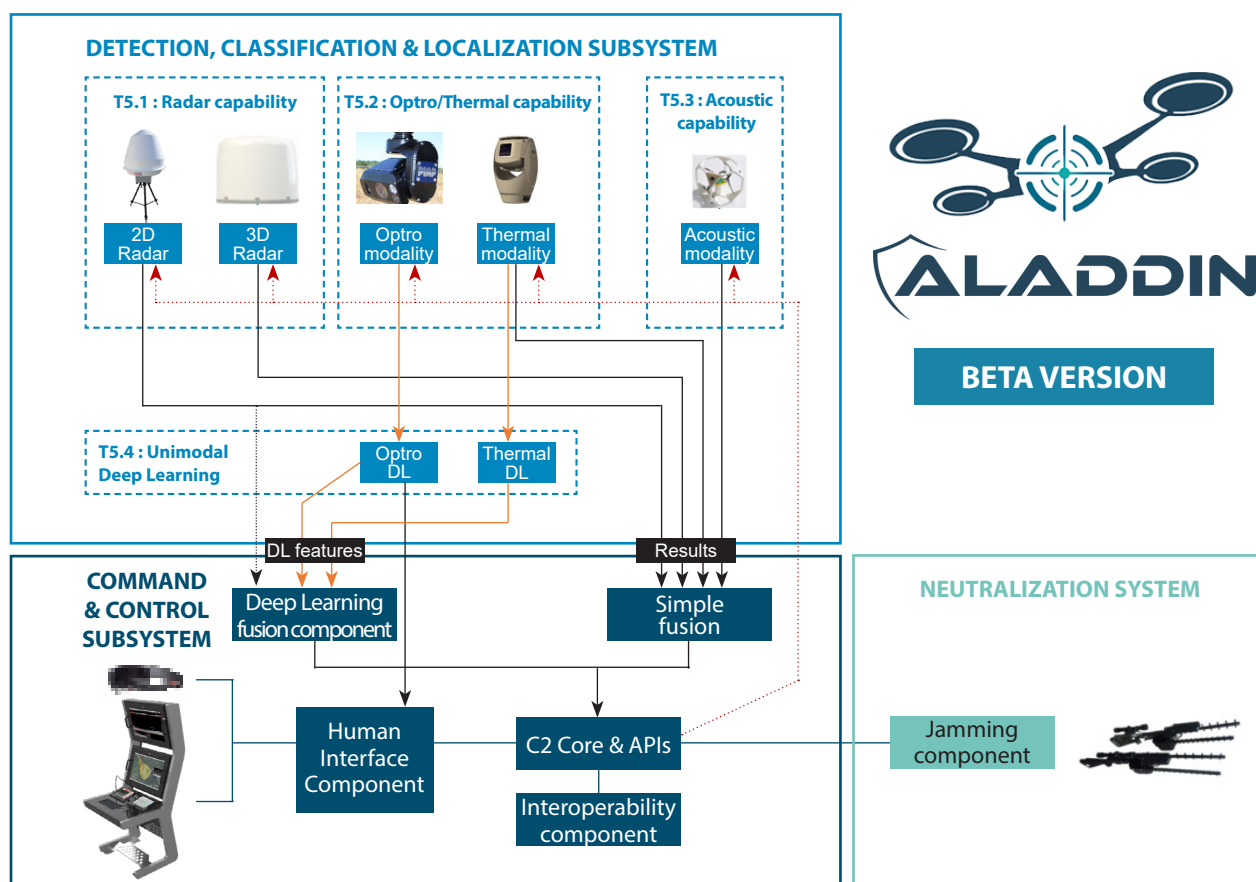 DETECTION, CLASSIFICATION & LOCALIZATION SUBSYSTEM
T5.1 : Radar capability
T5.2 : Optro/Thermal capability
T5.3 : Acoustic
capability
2D
Radar
3D
Radar
Optro
modality
Thermal
modality
Acoustic
modality
ALADDIN
BETA VERSION
T5.4 : Unimodal
Deep Learning
Optro
DL
Thermal
DL
DL features
Results
COMMAND
& CONTROL
SUBSYSTEM
Deep Learning
fusion component
Simple
fusion
NEUTRALIZATION SYSTEM
Human
Interface
Component
C2 Core & APIs
Interoperability
component
Jamming
component